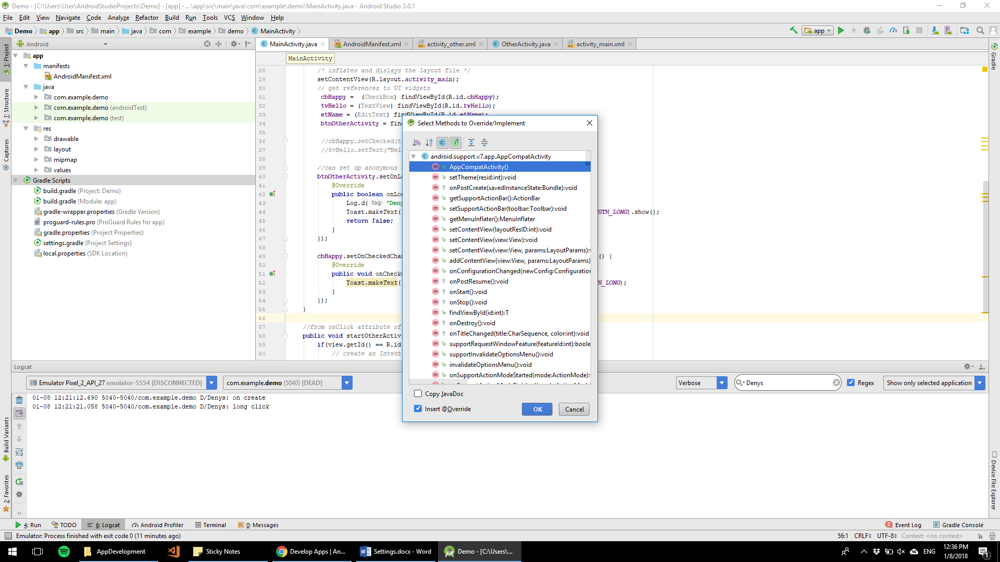 Demo - [C:\Users\User\AndroidStudioProjects\Demo] - [app] - ...\app\src\main\java\com\example\demo\MainActivity.java - Android Studio 3.0.1
File Edit View Navigate Code Analyze Refactor Build Run Tools VCS Window Help
Demo app src main java com example demo MainActivity
app
Android
MainActivity.java AndroidManifest.xml activity_other.xml OtherActivity.java activity_main.xml
1: Project
7: Structure
Captures
Build Variants
2: Favorites
Gradle
Device File Explorer
app
manifests
AndroidManifest.xml
java
com.example.demo
com.example.demo (androidTest)
com.example.demo (test)
res
drawable
layout
mipmap
values
Gradle Scripts
build.gradle (Project: Demo)
build.gradle (Module: app)
gradle-wrapper.properties (Gradle Version)
proguard-rules.pro (ProGuard Rules for app)
gradle.properties (Project Properties)
settings.gradle (Project Settings)
local.properties (SDK Location)
MainActivity
28 /* inflates and dislays the layout file */
29 setContentView(R.layout.activity_main);
30 // get references to UI widgets
31 cbHappy = (CheckBox) findViewById(R.id.cbHappy);
32 tvHello = (TextView) findViewById(R.id.tvHello);
33 etName = (EditText) findViewById(R.id.etName);
34 btnOtherActivity = fin
35
36 //cbHappy.setChecked(t
37 //tvHello.setText("Hel
38
39 //can set up anonymous
40 btnOtherActivity.setOnLo
41 @Override
42 public boolean onLon
43 Log.d( tag: "Deny
44 Toast.makeText( GTH_LONG).show();
45 return false;
46 }
47 });
48
49 cbHappy.setOnCheckedChan () {
50 @Override
51 public void onChecke
52 Toast.makeText( H_LONG);
53 }
54 });
55 }
56
57 //from onClick attribute of
58 public void startOtherActivi
59 if(view.getId() == R.id
60 // create an Intent
Select Methods to Override/Implement
android.support.v7.app.AppCompatActivity
AppCompatActivity()
setTheme(resid:int):void
onPostCreate(savedInstanceState:Bundle):void
getSupportActionBar():ActionBar
setSupportActionBar(toolbar:Toolbar):void
getMenuInflater():MenuInflater
setContentView(layoutResID:int):void
setContentView(view:View):void
setContentView(view:View, params:LayoutParams):v
addContentView(view:View, params:LayoutParams)
onConfigurationChanged(newConfig:Configuration
onPostResume():void
onStart():void
onStop():void
findViewById(id:int):T
onDestroy():void
onTitleChanged(title:CharSequence, color:int):void
supportRequestWindowFeature(featureId:int):boole
supportInvalidateOptionsMenu():void
invalidateOptionsMenu():void
onSupportActionModeStarted(mode:ActionMode):
Copy JavaDoc
Insert @Override
OK Cancel
Logcat
Emulator Pixel_2_API_27 emulator-5554 [DISCONNECTED] com.example.demo (5040) [DEAD] Verbose Denys Regex Show only selected application
01-08 12:21:12.690 5040-5040/com.example.demo D/Denys: on create
01-08 12:21:21.058 5040-5040/com.example.demo D/Denys: long click
4: Run TODO 6: Logcat Android Profiler Terminal 0: Messages 2 Event Log Gradle Console
Emulator: Process finished with exit code 0 (11 minutes ago) 56:1 CRLF UTF-8 Context: <no context>
AppDevelopment Sticky Notes Develop Apps | An... Settings.docx - Word Demo - [C:\Users\... ENG 12:36 PM
1/8/2018 1